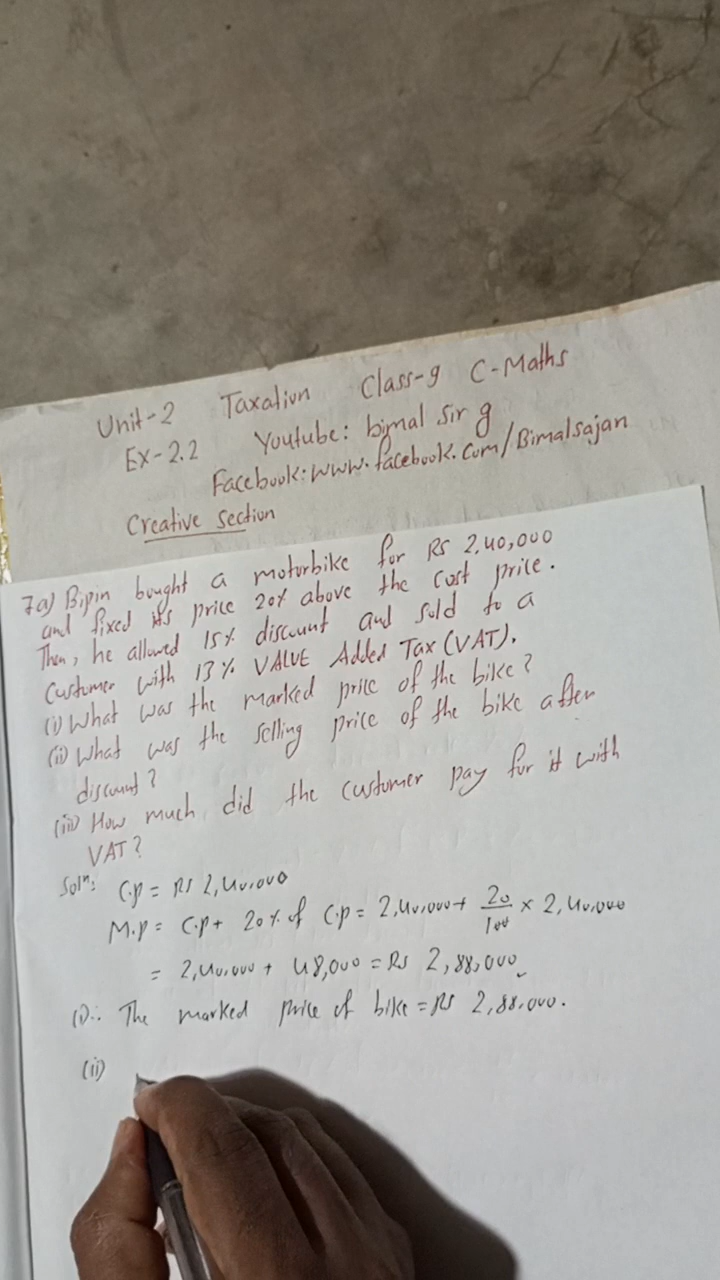 Unit-2 Taxation Class-9 C-Maths
Ex-2.2 Youtube: bimal sir g
Facebook: www.facebook.com/Bimalsajan
Creative section
7a) Bipin bought a motorbike for RS 2,40,000
and fixed its price 20% above the cost price.
Then, he allowed 15% discount and sold to a
Customer with 13% VALUE Added Tax (VAT).
(i) What was the marked price of the bike?
(ii) What was the selling price of the bike after
discount?
(iii) How much did the customer pay for it with
VAT?
Solⁿ: C.p = RS 2,40,000
M.p = C.p + 20% of C.p = 2,40,000 + 20/100 × 2,40,000
= 2,40,000 + 48,000 = Rs 2,88,000
(i) ∴ The marked price of bike = RS 2,88,000.
(ii)